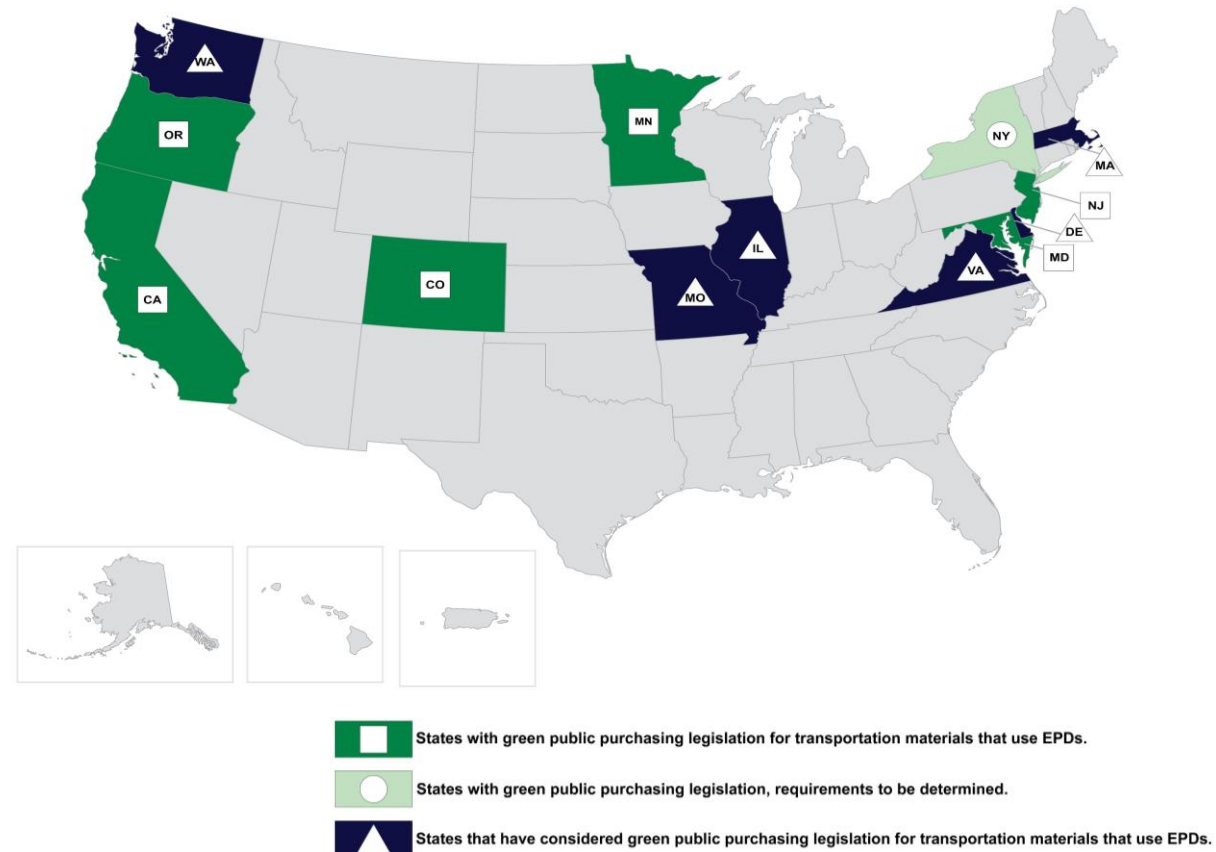 WA
OR
MN
NY
MA
NJ
DE
MD
VA
IL
MO
CO
CA
States with green public purchasing legislation for transportation materials that use EPDs.
States with green public purchasing legislation, requirements to be determined.
States that have considered green public purchasing legislation for transportation materials that use EPDs.